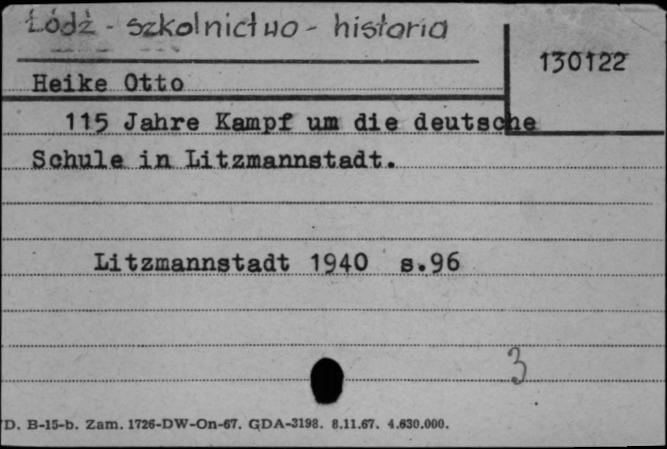 Łódź - szkolnictwo - historia
130122
Heike Otto
115 Jahre Kampf um die deutsche
Schule in Litzmannstadt.
Litzmannstadt 1940 s.96
3
D. B-15-b. Zam. 1726-DW-On-67. GDA-3198. 8.11.67. 4.630.000.